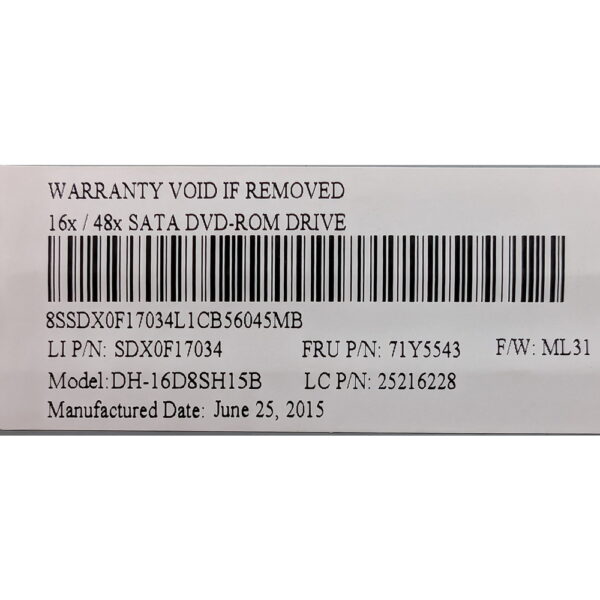 WARRANTY VOID IF REMOVED
16x / 48x SATA DVD-ROM DRIVE
8SSDX0F17034L1CB56045MB
LI P/N: SDX0F17034 FRU P/N: 71Y5543 F/W: ML31
Model:DH-16D8SH15B LC P/N: 25216228
Manufactured Date: June 25, 2015